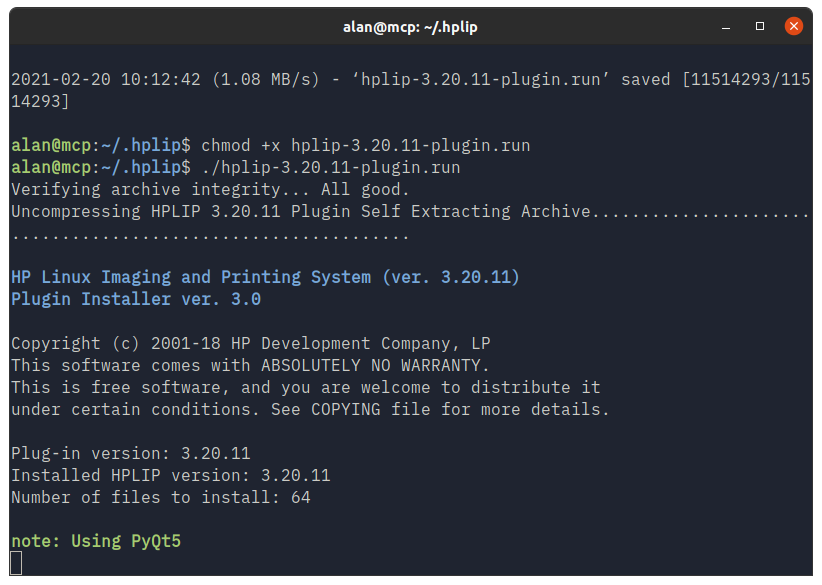 alan@mcp: ~/.hplip
2021-02-20 10:12:42 (1.08 MB/s) - ‘hplip-3.20.11-plugin.run’ saved [11514293/115
14293]
alan@mcp:~/.hplip$ chmod +x hplip-3.20.11-plugin.run
alan@mcp:~/.hplip$ ./hplip-3.20.11-plugin.run
Verifying archive integrity... All good.
Uncompressing HPLIP 3.20.11 Plugin Self Extracting Archive......................
........................................
HP Linux Imaging and Printing System (ver. 3.20.11)
Plugin Installer ver. 3.0
Copyright (c) 2001-18 HP Development Company, LP
This software comes with ABSOLUTELY NO WARRANTY.
This is free software, and you are welcome to distribute it
under certain conditions. See COPYING file for more details.
Plug-in version: 3.20.11
Installed HPLIP version: 3.20.11
Number of files to install: 64
note: Using PyQt5